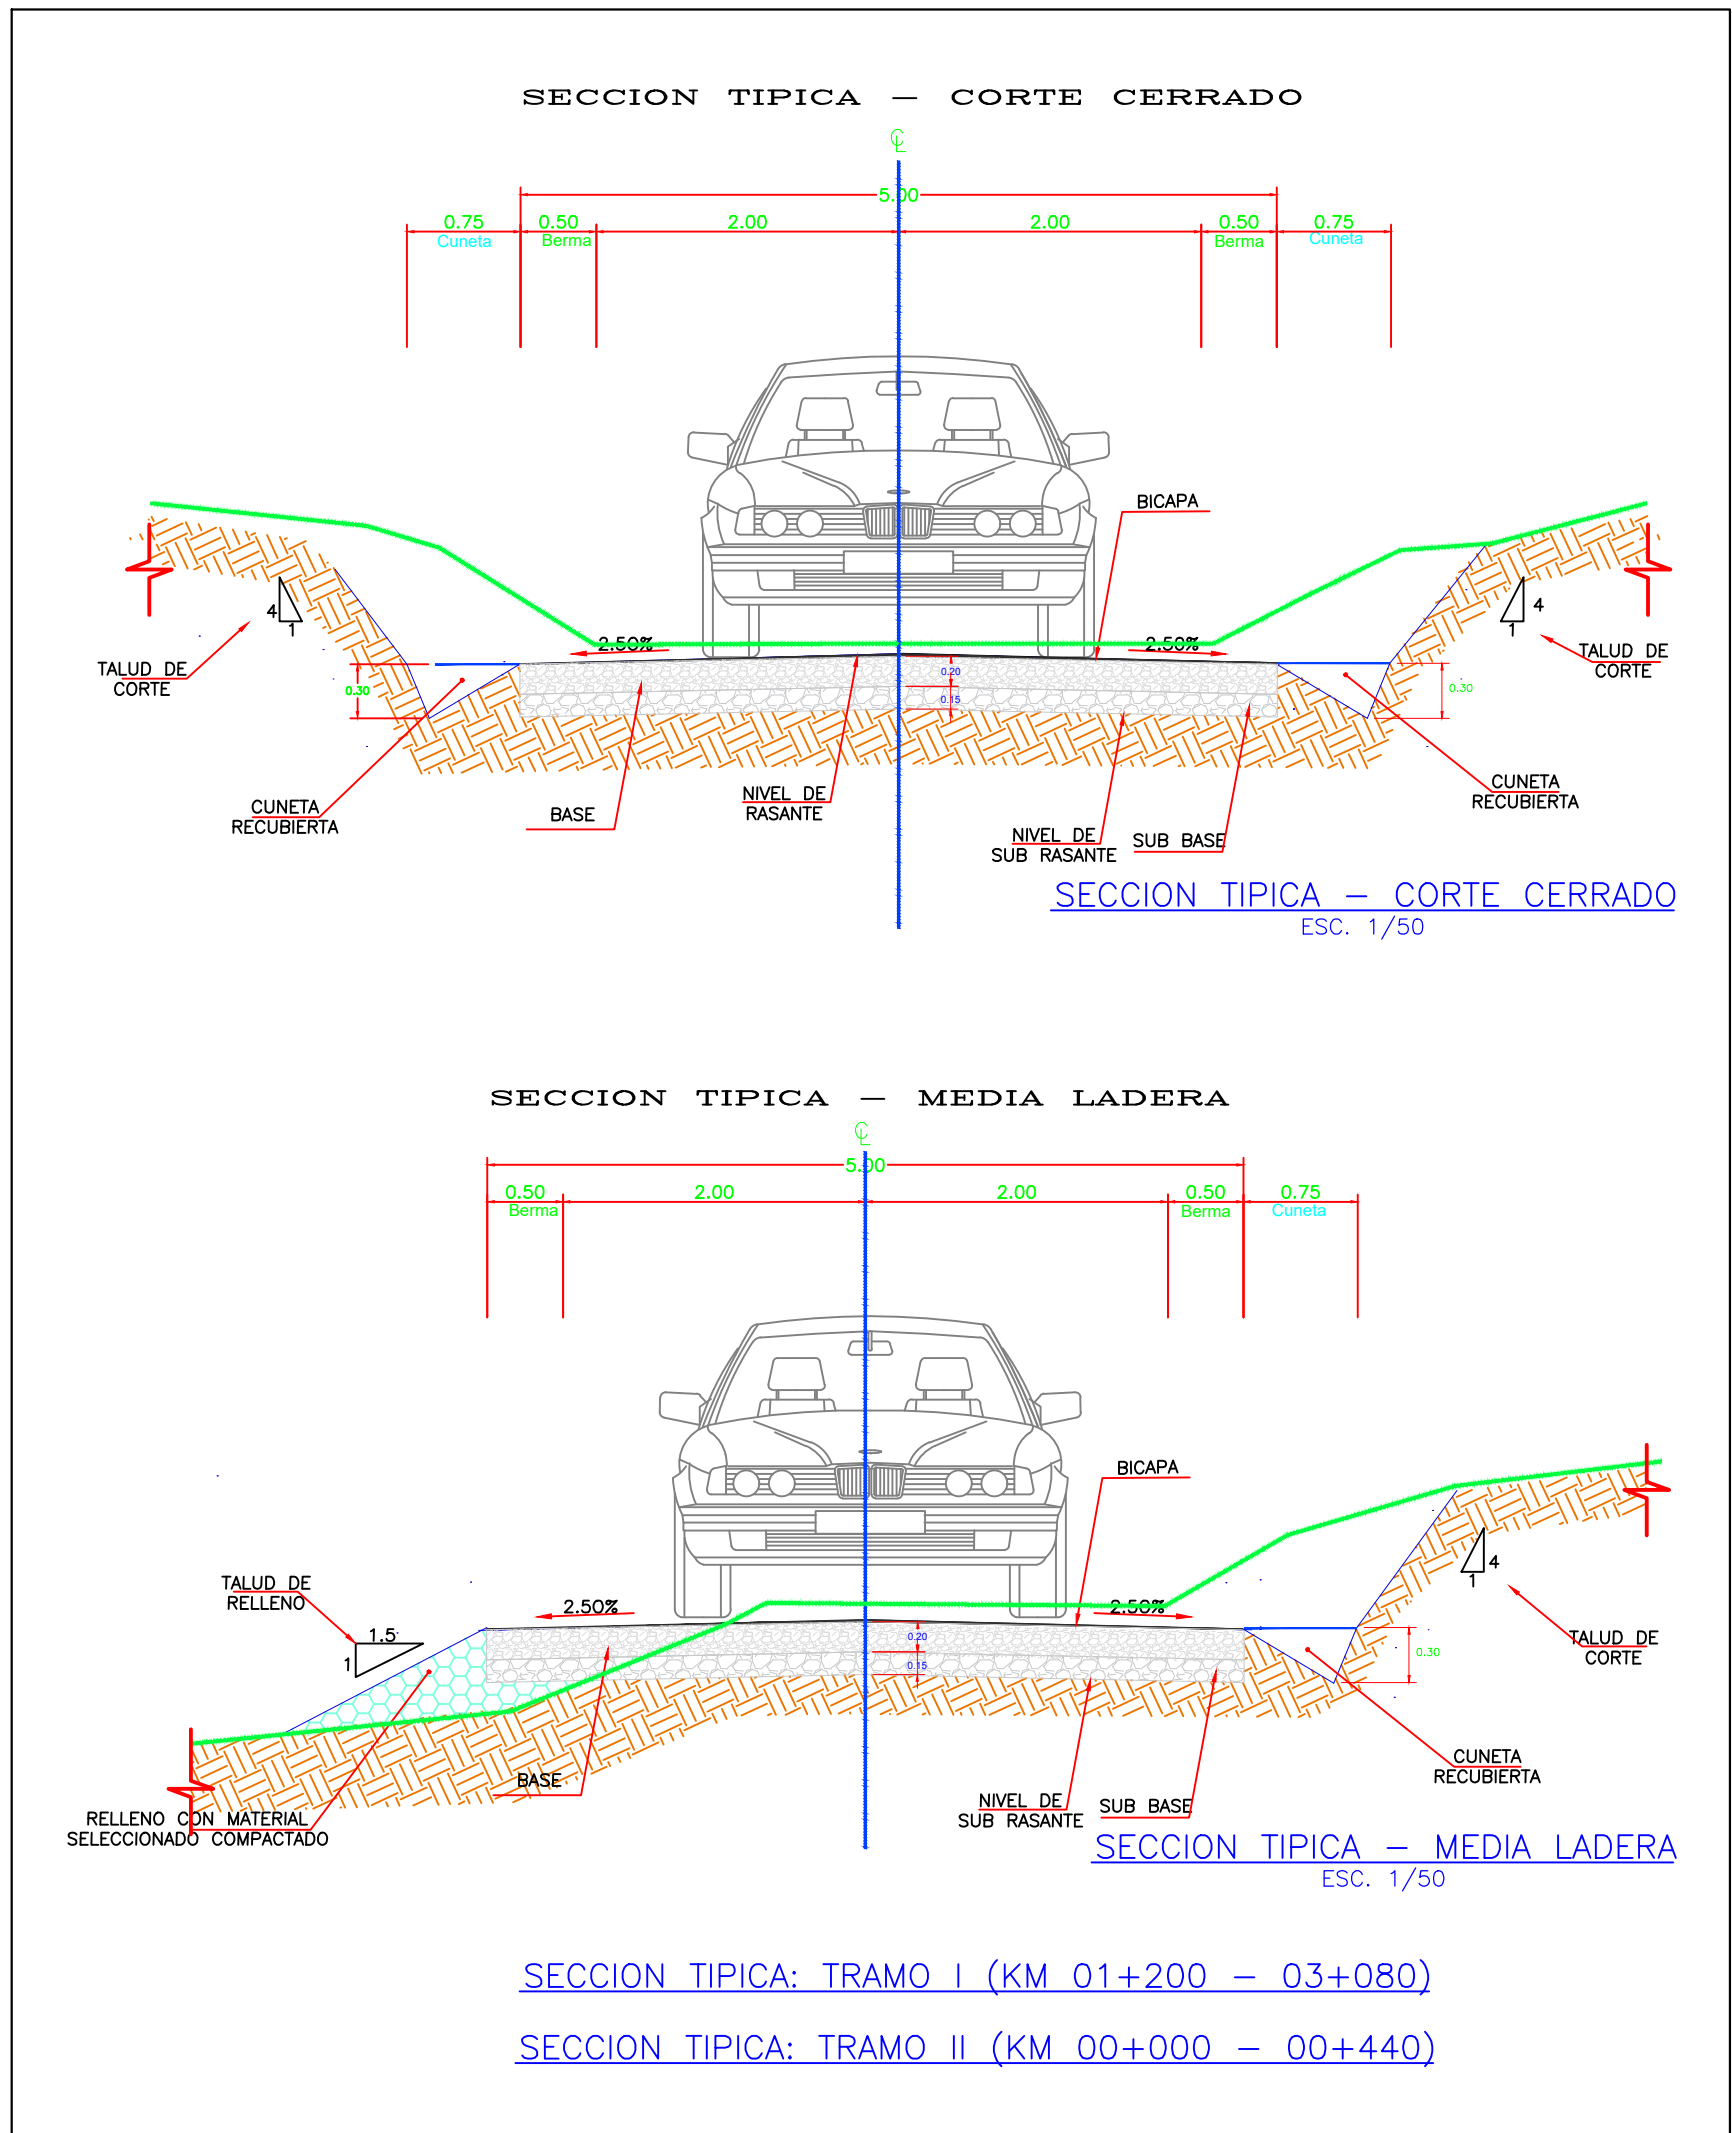 SECCION TIPICA – CORTE CERRADO
℄
5.00
0.75 0.50 2.00 2.00 0.50 0.75
Cuneta Berma Berma Cuneta
BICAPA
4
1
4
1
2.50% 2.50%
TALUD DE
CORTE
TALUD DE
CORTE
0.30
0.20
0.15
0.30
CUNETA
RECUBIERTA
BASE
NIVEL DE
RASANTE
NIVEL DE
SUB RASANTE
SUB BASE
CUNETA
RECUBIERTA
SECCION TIPICA – CORTE CERRADO
ESC. 1/50
SECCION TIPICA – MEDIA LADERA
℄
5.00
0.50 2.00 2.00 0.50 0.75
Berma Berma Cuneta
BICAPA
4
1
TALUD DE
RELLENO
2.50% 2.50%
1.5
1
0.20
0.15
0.30
TALUD DE
CORTE
BASE
RELLENO CON MATERIAL
SELECCIONADO COMPACTADO
NIVEL DE
SUB RASANTE
SUB BASE
CUNETA
RECUBIERTA
SECCION TIPICA – MEDIA LADERA
ESC. 1/50
SECCION TIPICA: TRAMO I (KM 01+200 – 03+080)
SECCION TIPICA: TRAMO II (KM 00+000 – 00+440)